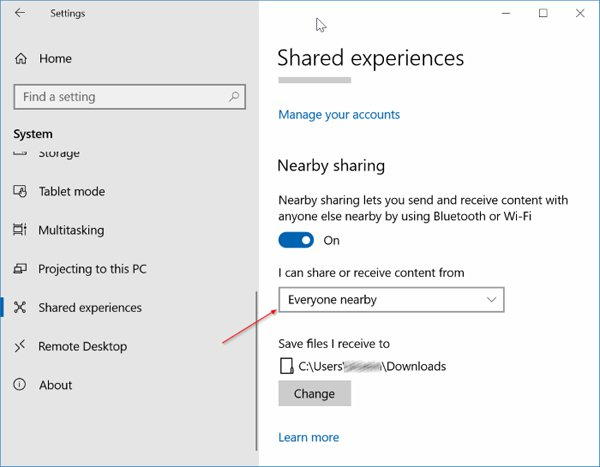 Settings
Home
Find a setting
System
Storage
Tablet mode
Multitasking
Projecting to this PC
Shared experiences
Remote Desktop
About
Shared experiences
Manage your accounts
Nearby sharing
Nearby sharing lets you send and receive content with
anyone else nearby by using Bluetooth or Wi-Fi
On
I can share or receive content from
Everyone nearby
Save files I receive to
C:\Users\ \Downloads
Change
Learn more